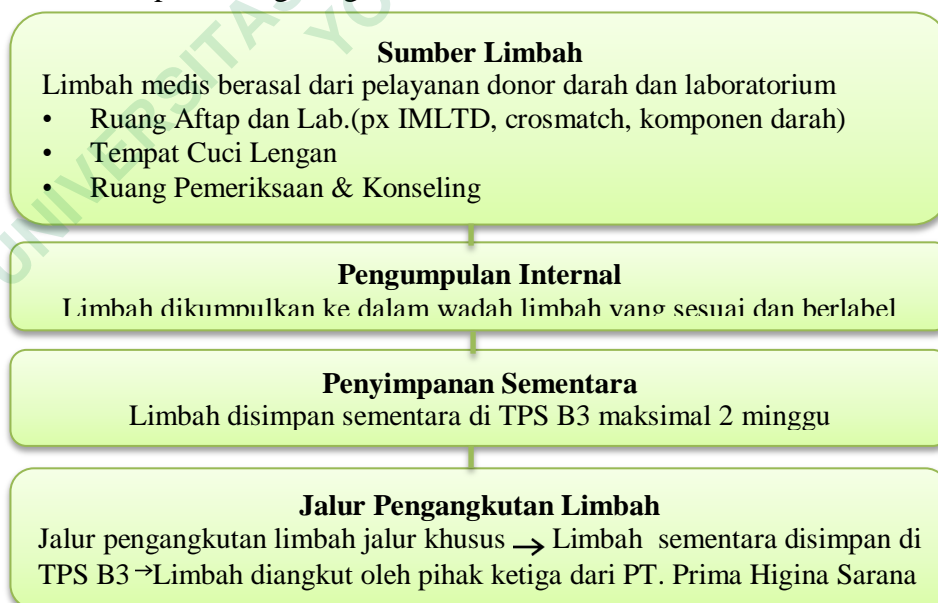 Sumber Limbah
Limbah medis berasal dari pelayanan donor darah dan laboratorium
• Ruang Aftap dan Lab.(px IMLTD, crosmatch, komponen darah)
• Tempat Cuci Lengan
• Ruang Pemeriksaan & Konseling
Pengumpulan Internal
Limbah dikumpulkan ke dalam wadah limbah yang sesuai dan berlabel
Penyimpanan Sementara
Limbah disimpan sementara di TPS B3 maksimal 2 minggu
Jalur Pengangkutan Limbah
Jalur pengangkutan limbah jalur khusus → Limbah sementara disimpan di
TPS B3 →Limbah diangkut oleh pihak ketiga dari PT. Prima Higina Sarana